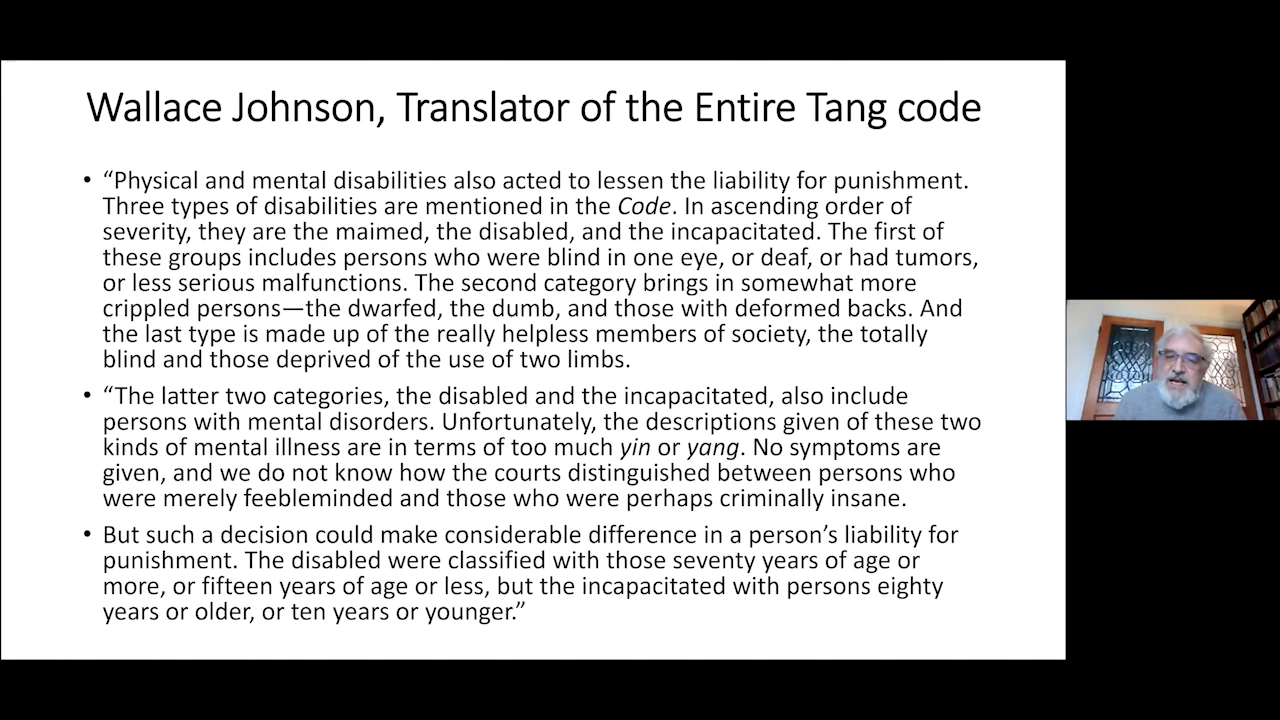 Wallace Johnson, Translator of the Entire Tang code
• “Physical and mental disabilities also acted to lessen the liability for punishment.
Three types of disabilities are mentioned in the Code. In ascending order of
severity, they are the maimed, the disabled, and the incapacitated. The first of
these groups includes persons who were blind in one eye, or deaf, or had tumors,
or less serious malfunctions. The second category brings in somewhat more
crippled persons—the dwarfed, the dumb, and those with deformed backs. And
the last type is made up of the really helpless members of society, the totally
blind and those deprived of the use of two limbs.
• “The latter two categories, the disabled and the incapacitated, also include
persons with mental disorders. Unfortunately, the descriptions given of these two
kinds of mental illness are in terms of too much yin or yang. No symptoms are
given, and we do not know how the courts distinguished between persons who
were merely feebleminded and those who were perhaps criminally insane.
• But such a decision could make considerable difference in a person’s liability for
punishment. The disabled were classified with those seventy years of age or
more, or fifteen years of age or less, but the incapacitated with persons eighty
years or older, or ten years or younger.”